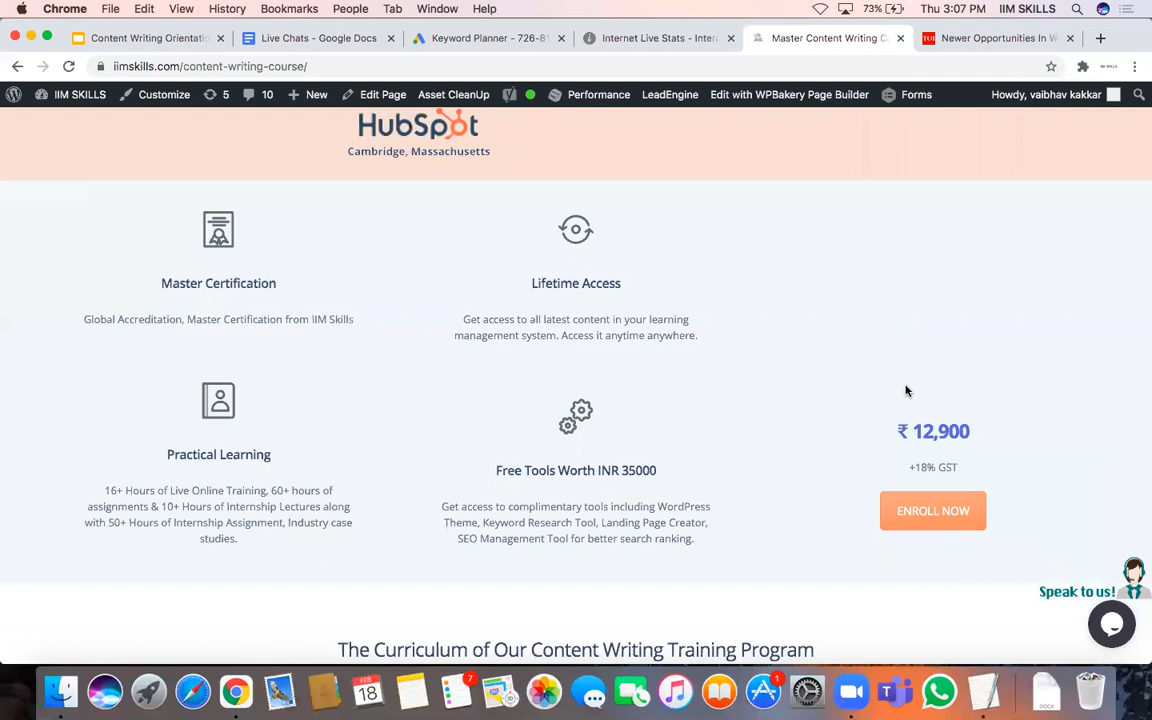 Chrome File Edit View History Bookmarks People Tab Window Help 73% Thu 3:07 PM IIM SKILLS
Content Writing Orientatio Live Chats - Google Docs Keyword Planner - 726-81 Internet Live Stats - Inter Master Content Writing C Newer Opportunities In W
iimskills.com/content-writing-course/
IIM SKILLS Customize 5 10 New Edit Page Asset CleanUp Performance LeadEngine Edit with WPBakery Page Builder Forms Howdy, vaibhav kakkar
HubSpot
Cambridge, Massachusetts
Master Certification
Global Accreditation, Master Certification from IIM Skills
Lifetime Access
Get access to all latest content in your learning
management system. Access it anytime anywhere.
Practical Learning
16+ Hours of Live Online Training, 60+ hours of
assignments & 10+ Hours of Internship Lectures along
with 50+ Hours of Internship Assignment, Industry case
studies.
Free Tools Worth INR 35000
Get access to complimentary tools including WordPress
Theme, Keyword Research Tool, Landing Page Creator,
SEO Management Tool for better search ranking.
₹ 12,900
+18% GST
ENROLL NOW
Speak to us!
The Curriculum of Our Content Writing Training Program
FEB
18
7
1
DOCX